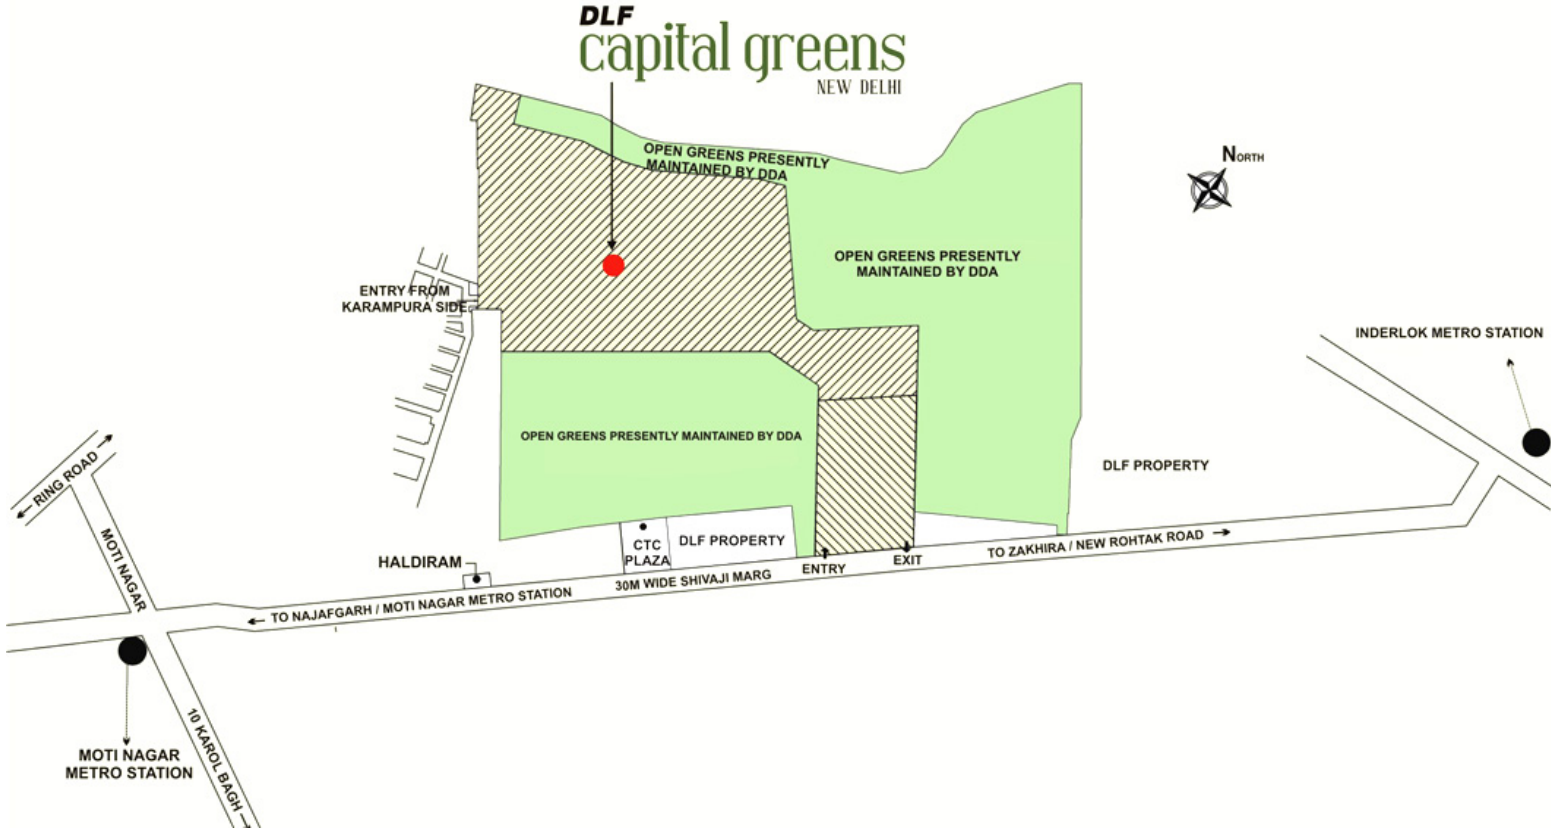 DLF
capital greens
NEW DELHI
OPEN GREENS PRESENTLY
MAINTAINED BY DDA
NORTH
OPEN GREENS PRESENTLY
MAINTAINED BY DDA
ENTRY FROM
KARAMPURA SIDE
INDERLOK METRO STATION
OPEN GREENS PRESENTLY MAINTAINED BY DDA
DLF PROPERTY
RING ROAD
MOTI NAGAR
HALDIRAM
CTC
PLAZA
DLF PROPERTY
ENTRY
EXIT
TO ZAKHIRA / NEW ROHTAK ROAD
30M WIDE SHIVAJI MARG
TO NAJAFGARH / MOTI NAGAR METRO STATION
MOTI NAGAR
METRO STATION
10 KAROL BAGH